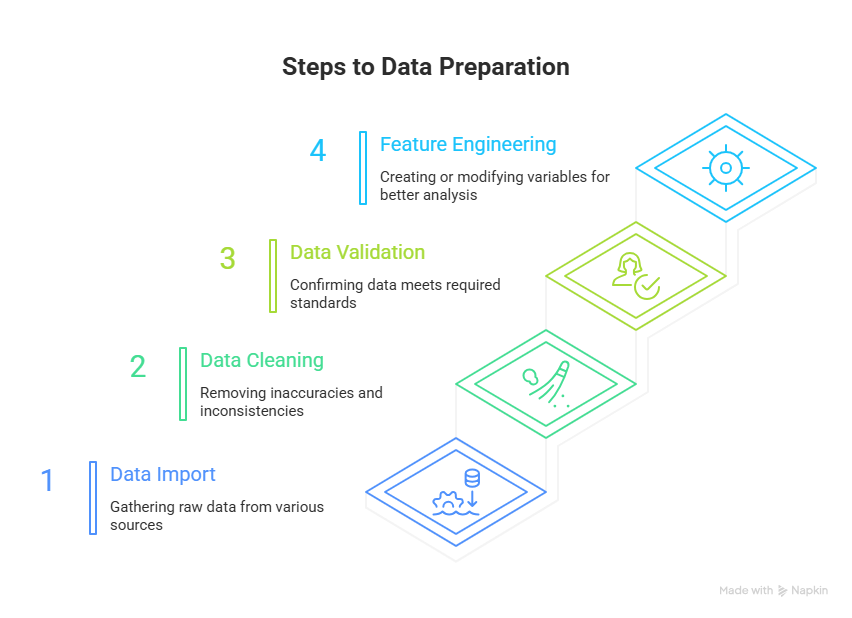 Steps to Data Preparation
4
Feature Engineering
Creating or modifying variables for
better analysis
3
Data Validation
Confirming data meets required
standards
2
Data Cleaning
Removing inaccuracies and
inconsistencies
1
Data Import
Gathering raw data from various
sources
Made with Napkin